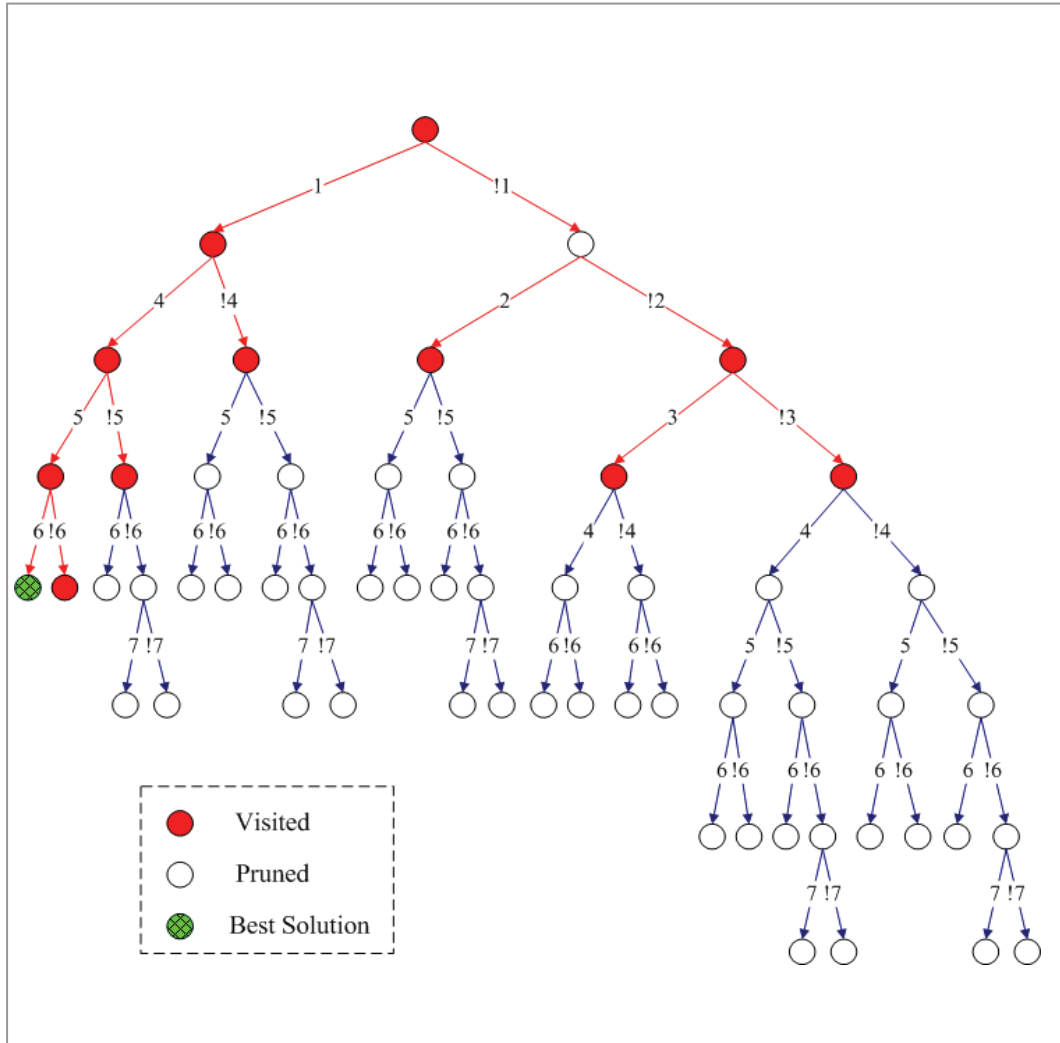 1 !1
4 !4 2 !2
5 !5 5 !5 5 !5 3 !3
6 !6 6 !6 6 !6 6 !6 6 !6 6 !6 4 !4 4 !4
7 !7 7 !7 7 !7 6 !6 6 !6 5 !5 5 !5
6 !6 6 !6 6 !6 6 !6
7 !7 7 !7
Visited
Pruned
Best Solution